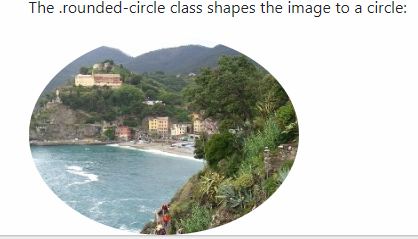 The .rounded-circle class shapes the image to a circle: